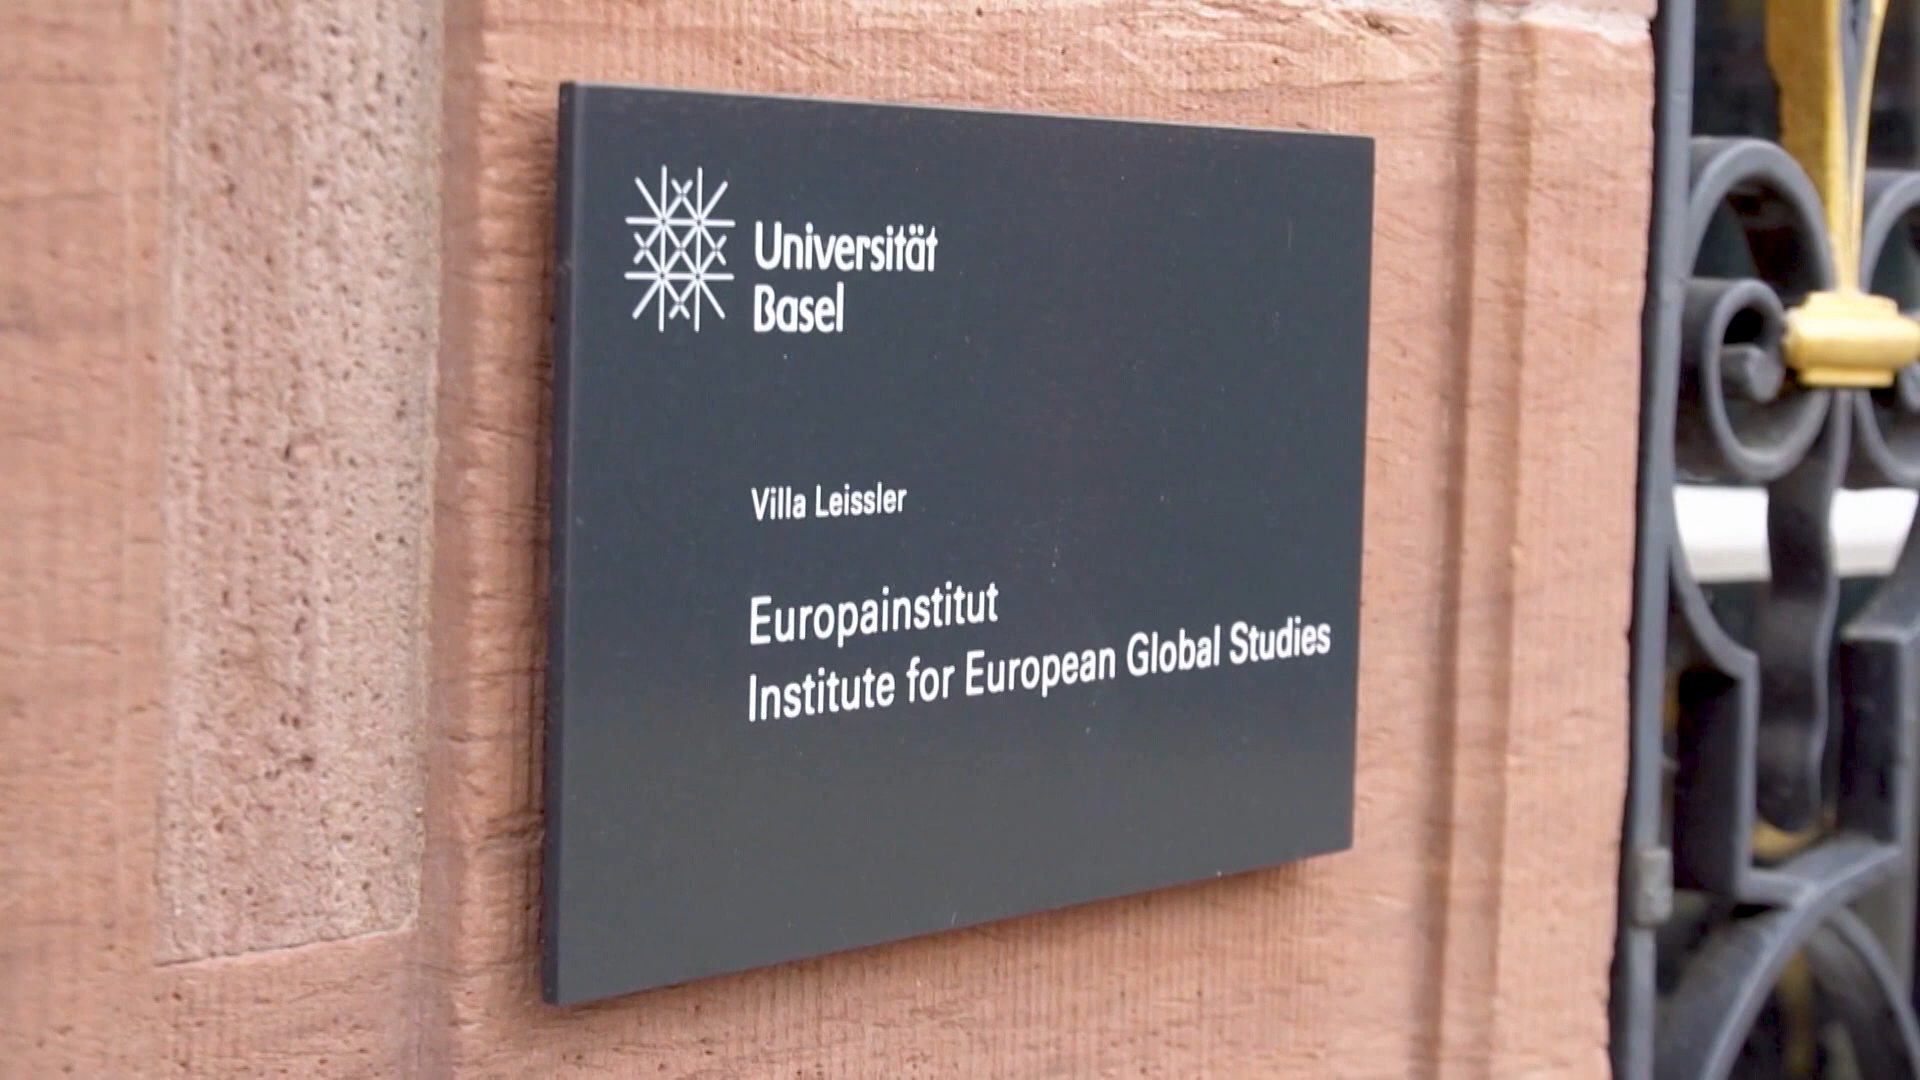 Universität
Basel
Villa Leissler
Europainstitut
Institute for European Global Studies